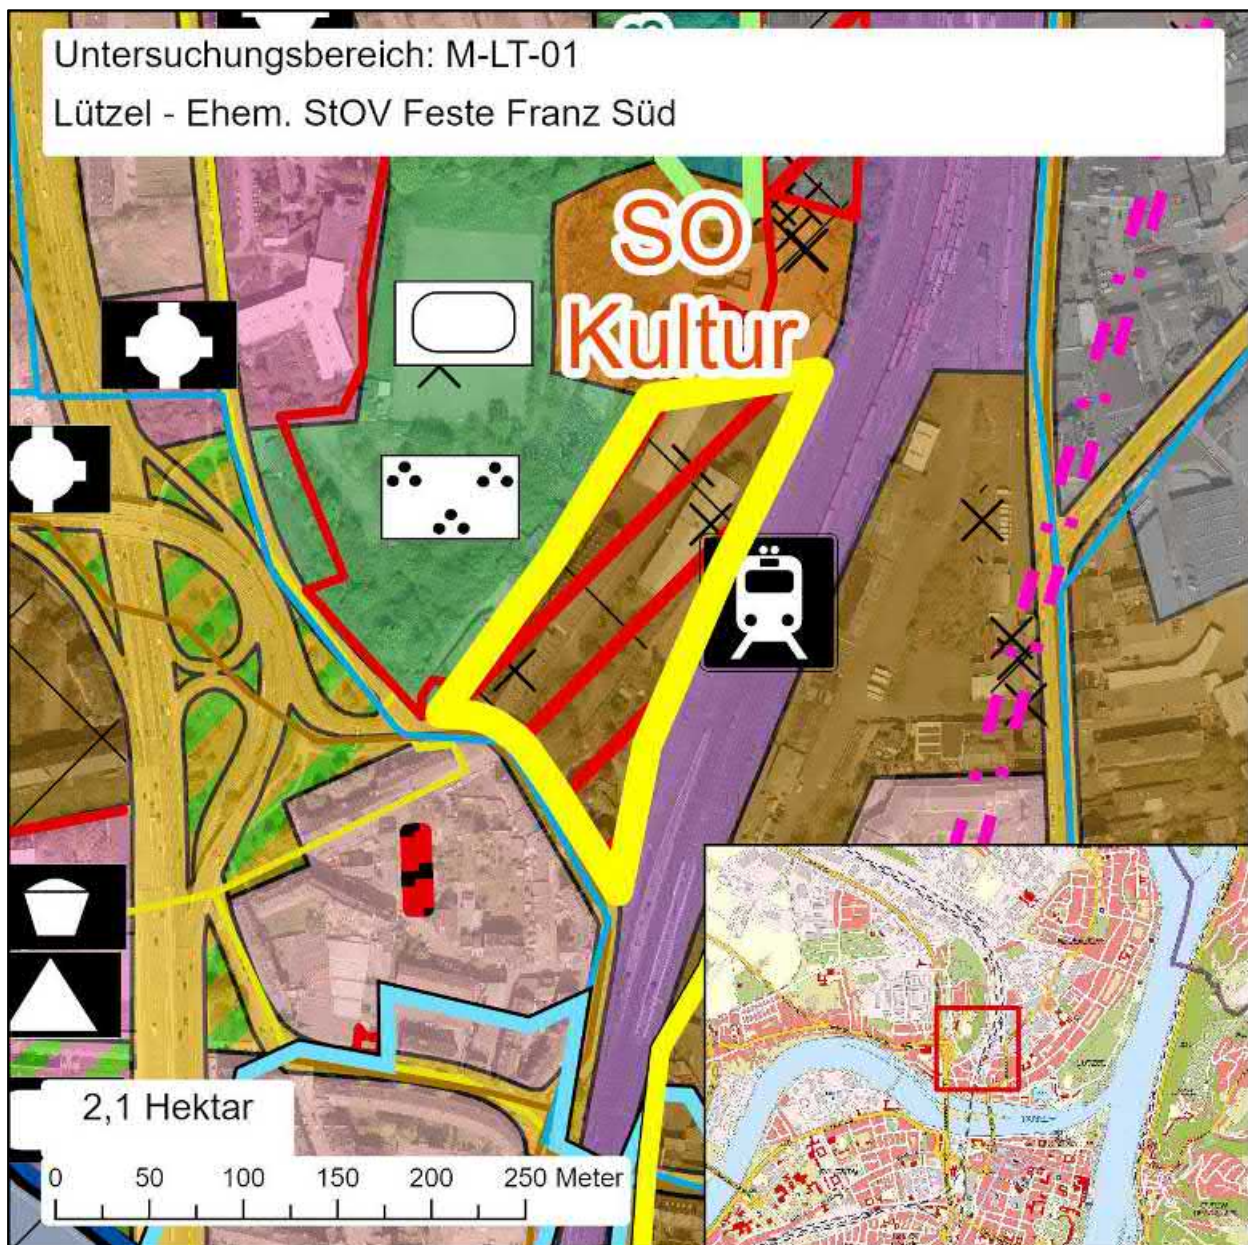 Untersuchungsbereich: M-LT-01
Lützel - Ehem. StOV Feste Franz Süd
SO
Kultur
2,1 Hektar
0 50 100 150 200 250 Meter
LÜTZEL